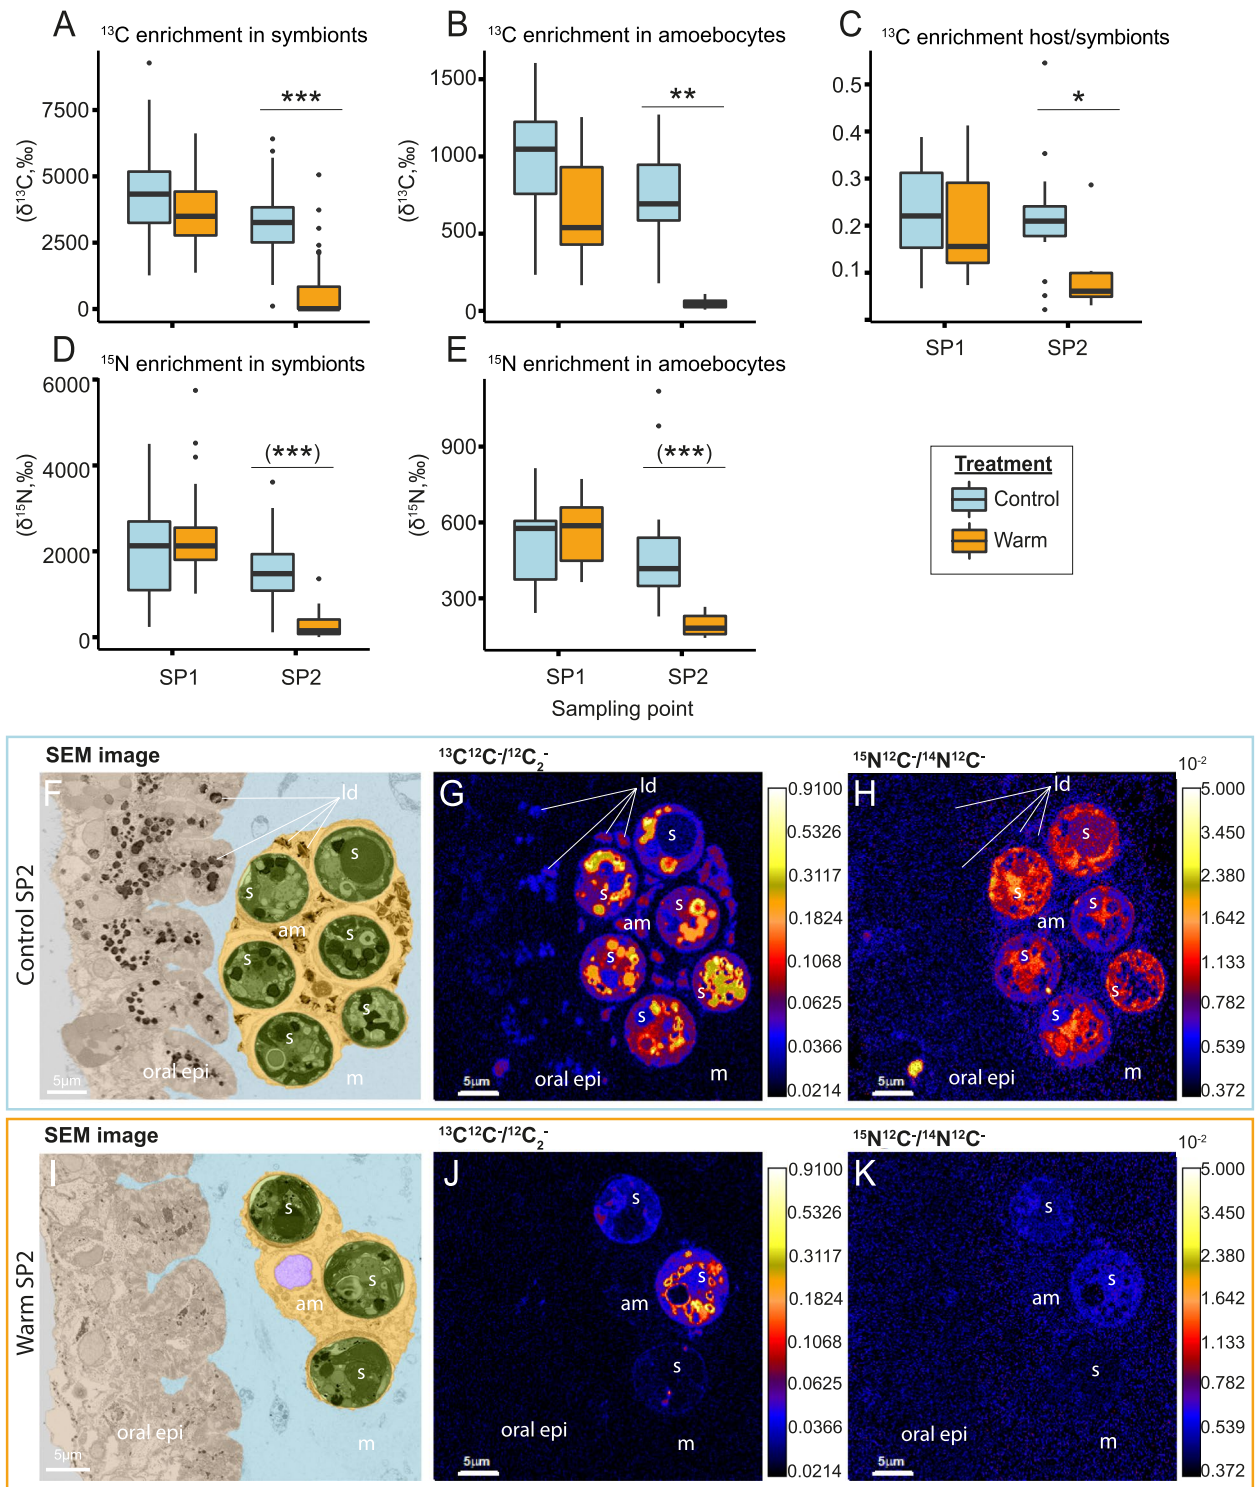 A
¹³C enrichment in symbionts
(δ¹³C,‰)
7500
5000
2500
0
***
B
¹³C enrichment in amoebocytes
(δ¹³C,‰)
1500
1000
500
0
**
C
¹³C enrichment host/symbionts
0.5
0.4
0.3
0.2
0.1
*
SP1
SP2
D
¹⁵N enrichment in symbionts
(δ¹⁵N,‰)
6000
4000
2000
0
(***)
SP1
SP2
E
¹⁵N enrichment in amoebocytes
(δ¹⁵N,‰)
900
600
300
(***)
SP1
SP2
Sampling point
Treatment
Control
Warm
Control SP2
SEM image
F
ld
s
s
am
s
s
s
s
oral epi
m
5µm
¹³C¹²C⁻/¹²C₂⁻
G
ld
s
s
s
am
s
s
s
oral epi
m
5µm
0.9100
0.5326
0.3117
0.1824
0.1068
0.0625
0.0366
0.0214
¹⁵N¹²C⁻/¹⁴N¹²C⁻
10⁻²
H
ld
s
s
s
am
s
s
s
oral epi
m
5µm
5.000
3.450
2.380
1.642
1.133
0.782
0.539
0.372
Warm SP2
SEM image
I
s
s
am
s
oral epi
m
5µm
¹³C¹²C⁻/¹²C₂⁻
J
s
s
am
s
oral epi
m
5µm
0.9100
0.5326
0.3117
0.1824
0.1068
0.0625
0.0366
0.0214
¹⁵N¹²C⁻/¹⁴N¹²C⁻
10⁻²
K
s
s
am
s
oral epi
m
5µm
5.000
3.450
2.380
1.642
1.133
0.782
0.539
0.372